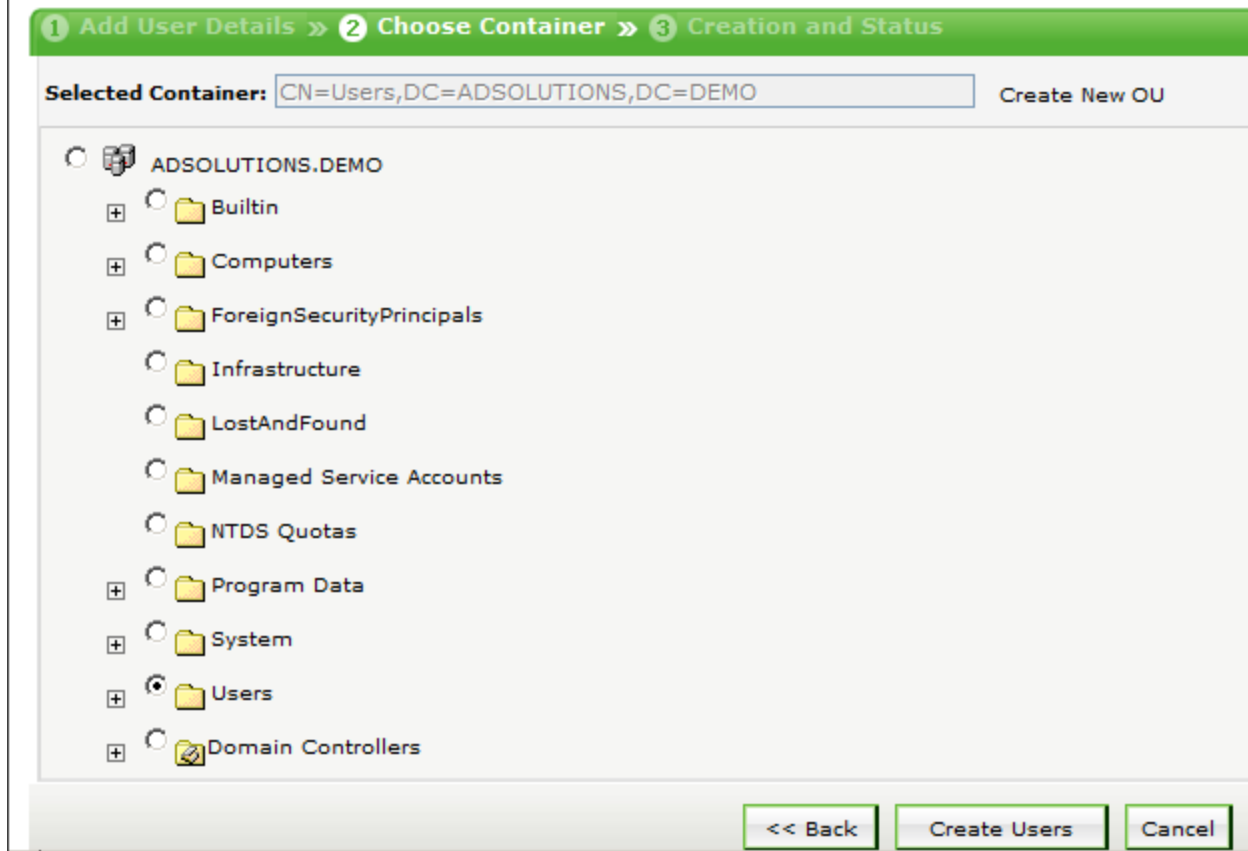 1 Add User Details » 2 Choose Container » 3 Creation and Status
Selected Container: CN=Users,DC=ADSOLUTIONS,DC=DEMO Create New OU
ADSOLUTIONS.DEMO
Builtin
Computers
ForeignSecurityPrincipals
Infrastructure
LostAndFound
Managed Service Accounts
NTDS Quotas
Program Data
System
Users
Domain Controllers
<< Back Create Users Cancel